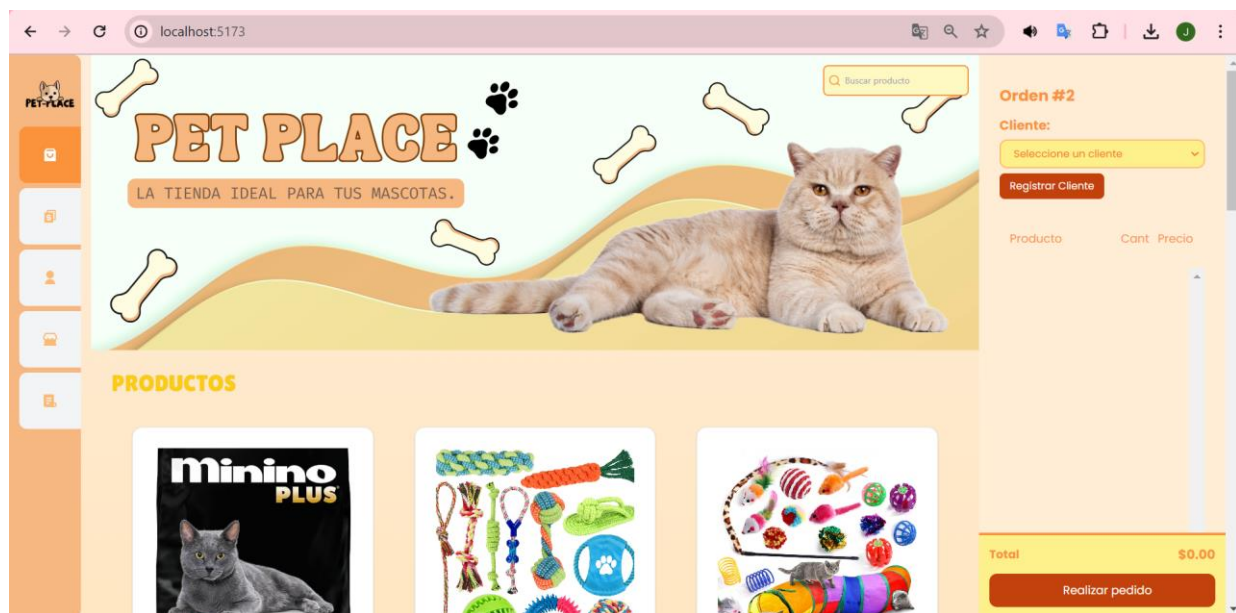 localhost:5173
J
PET-PLACE
PET PLACE
LA TIENDA IDEAL PARA TUS MASCOTAS.
Buscar producto
Orden #2
Cliente:
Seleccione un cliente
Registrar Cliente
Producto Cant Precio
PRODUCTOS
Minino
PLUS
Total $0.00
Realizar pedido